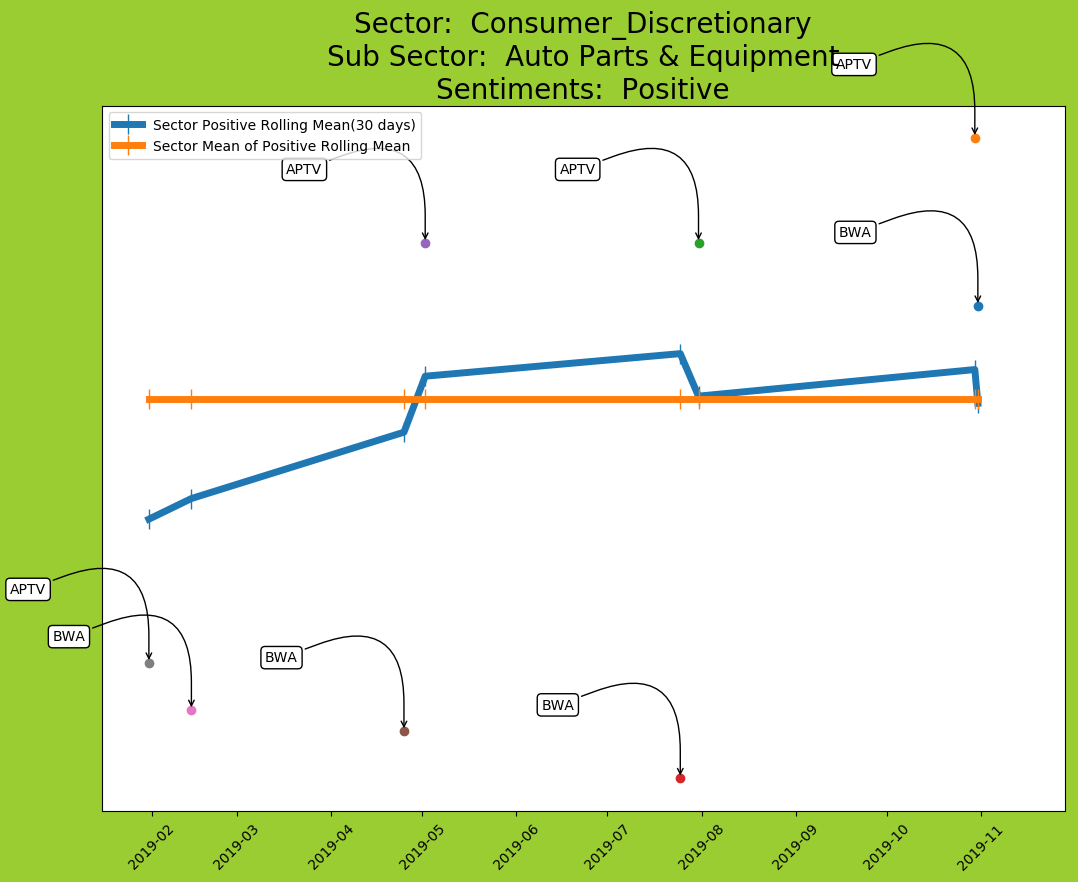 Sector:  Consumer_Discretionary
Sub Sector:  Auto Parts & Equipment
Sentiments:  Positive
APTV
Sector Positive Rolling Mean(30 days)
Sector Mean of Positive Rolling Mean
APTV
APTV
BWA
APTV
BWA
BWA
BWA
2019-02
2019-03
2019-04
2019-05
2019-06
2019-07
2019-08
2019-09
2019-10
2019-11